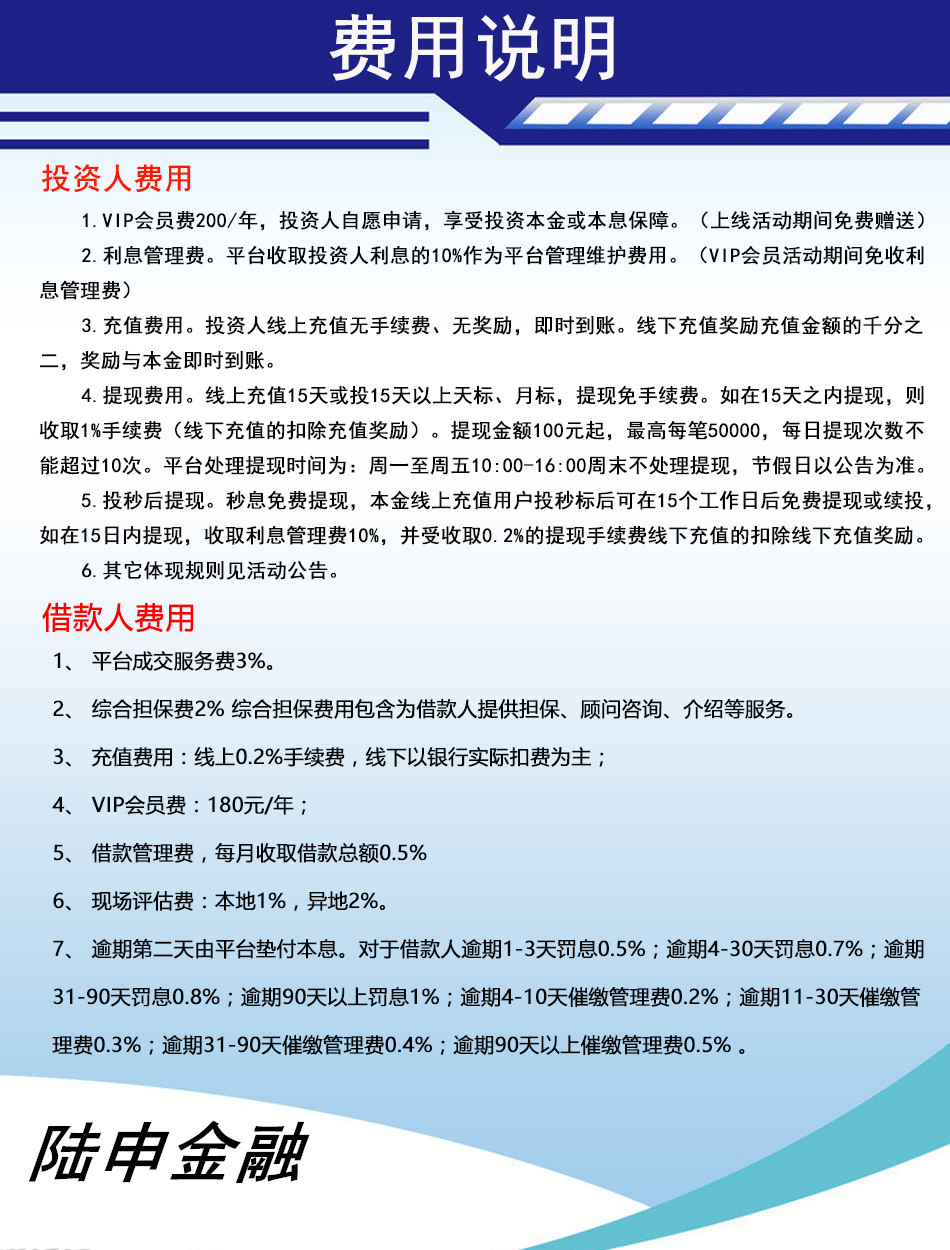 费用说明
投资人费用
1.VIP会员费200/年，投资人自愿申请，享受投资本金或本息保障。（上线活动期间免费赠送）
2.利息管理费。平台收取投资人利息的10%作为平台管理维护费用。（VIP会员活动期间免收利
息管理费）
3.充值费用。投资人线上充值无手续费、无奖励，即时到账。线下充值奖励充值金额的千分之
二，奖励与本金即时到账。
4.提现费用。线上充值15天或投15天以上天标、月标，提现免手续费。如在15天之内提现，则
收取1%手续费（线下充值的扣除充值奖励）。提现金额100元起，最高每笔50000，每日提现次数不
能超过10次。平台处理提现时间为：周一至周五10:00-16:00周末不处理提现，节假日以公告为准。
5.投秒后提现。秒息免费提现，本金线上充值用户投秒标后可在15个工作日后免费提现或续投，
如在15日内提现，收取利息管理费10%，并受收取0.2%的提现手续费线下充值的扣除线下充值奖励。
6.其它体现规则见活动公告。
借款人费用
1、 平台成交服务费3%。
2、 综合担保费2% 综合担保费用包含为借款人提供担保、顾问咨询、介绍等服务。
3、 充值费用：线上0.2%手续费，线下以银行实际扣费为主；
4、 VIP会员费：180元/年；
5、 借款管理费，每月收取借款总额0.5%
6、 现场评估费：本地1%，异地2%。
7、 逾期第二天由平台垫付本息。对于借款人逾期1-3天罚息0.5%；逾期4-30天罚息0.7%；逾期
31-90天罚息0.8%；逾期90天以上罚息1%；逾期4-10天催缴管理费0.2%；逾期11-30天催缴管
理费0.3%；逾期31-90天催缴管理费0.4%；逾期90天以上催缴管理费0.5% 。
陆申金融